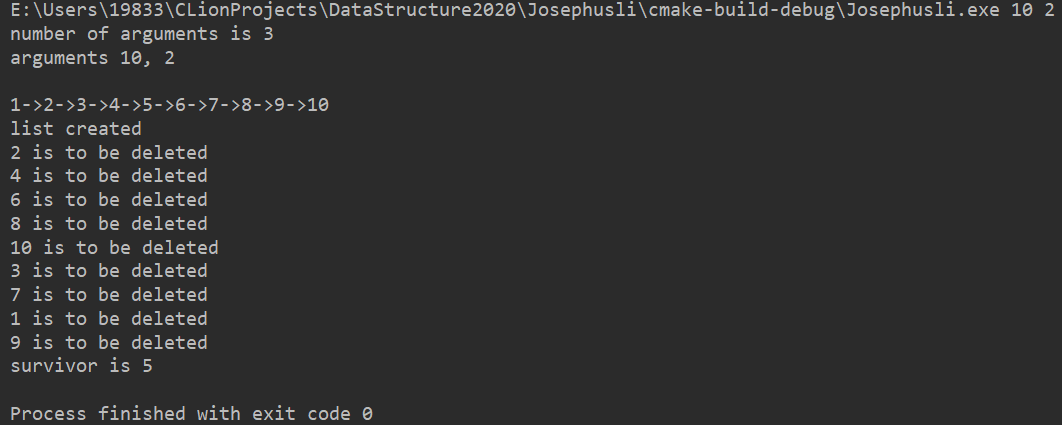 E:\Users\19833\CLionProjects\DataStructure2020\Josephusli\cmake-build-debug\Josephusli.exe 10 2
number of arguments is 3
arguments 10, 2
1->2->3->4->5->6->7->8->9->10
list created
2 is to be deleted
4 is to be deleted
6 is to be deleted
8 is to be deleted
10 is to be deleted
3 is to be deleted
7 is to be deleted
1 is to be deleted
9 is to be deleted
survivor is 5
Process finished with exit code 0